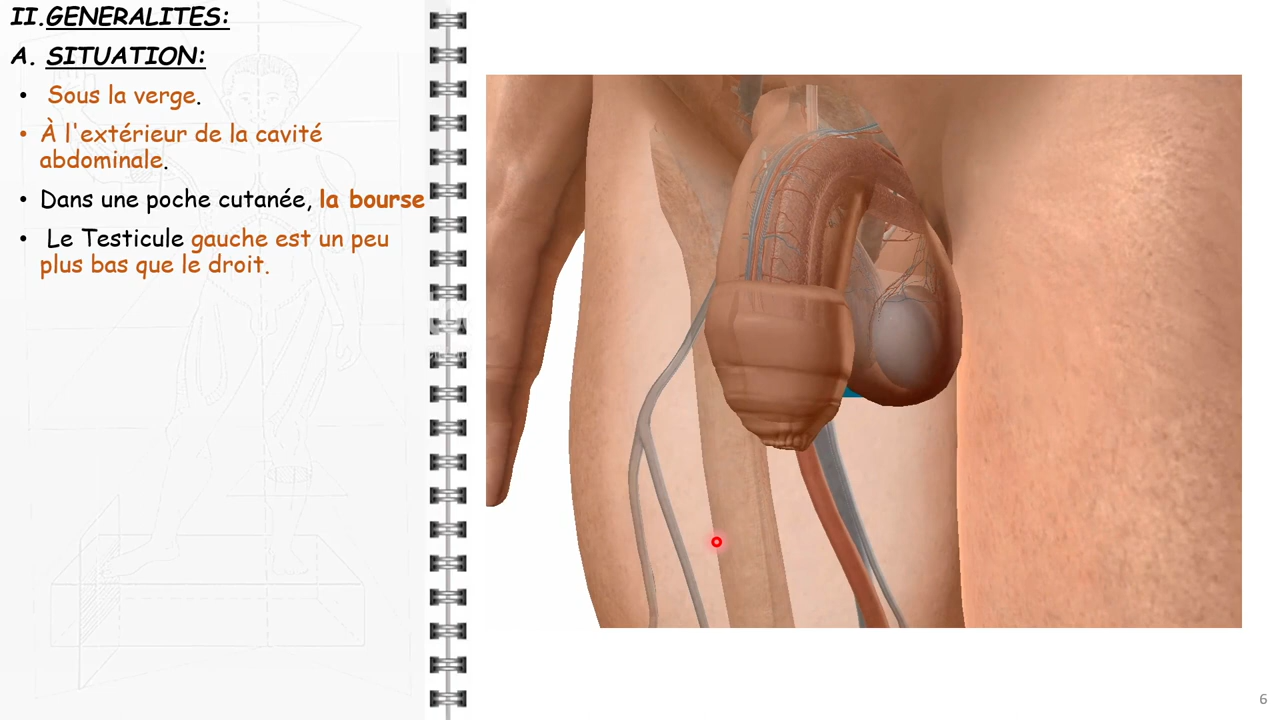 II.GENERALITES:
A. SITUATION:
• Sous la verge.
• À l'extérieur de la cavité
abdominale.
• Dans une poche cutanée, la bourse
• Le Testicule gauche est un peu
plus bas que le droit.
6